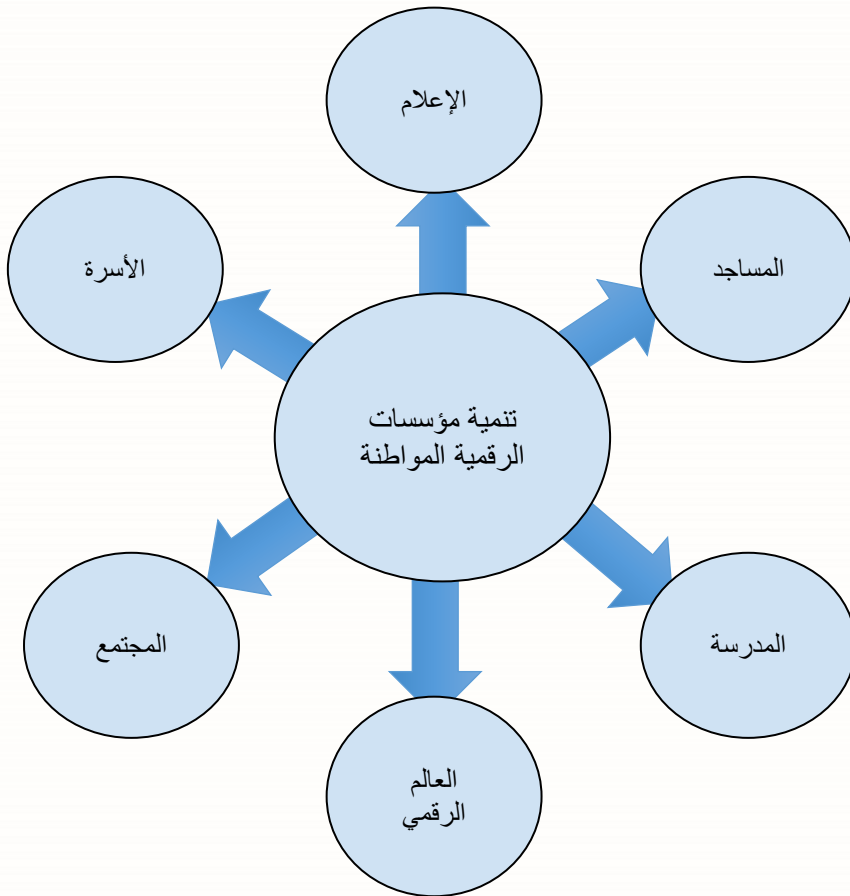 الإعلام
المساجد
الأسرة
تنمية مؤسسات
الرقمية المواطنة
المدرسة
المجتمع
العالم
الرقمي